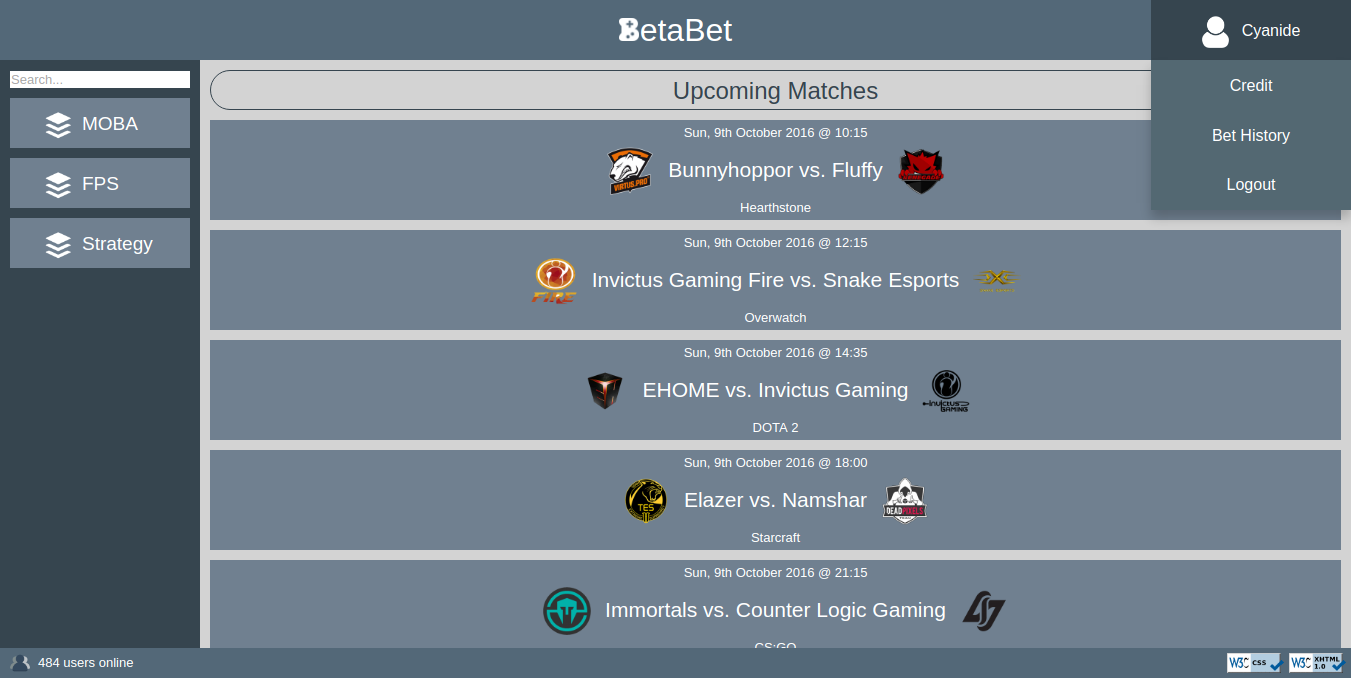 BetaBet
Cyanide
Credit
Bet History
Logout
Search...
MOBA
FPS
Strategy
Upcoming Matches
Sun, 9th October 2016 @ 10:15
VIRTUS.PRO
Bunnyhoppor vs. Fluffy
Hearthstone
Sun, 9th October 2016 @ 12:15
FIRE
Invictus Gaming Fire vs. Snake Esports
Overwatch
Sun, 9th October 2016 @ 14:35
EHOME vs. Invictus Gaming
invictus
GAMING
DOTA 2
Sun, 9th October 2016 @ 18:00
TES
Elazer vs. Namshar
DEADPIXELS
Starcraft
Sun, 9th October 2016 @ 21:15
Immortals vs. Counter Logic Gaming
CS:GO
484 users online
W3C CSS
W3C XHTML 1.0